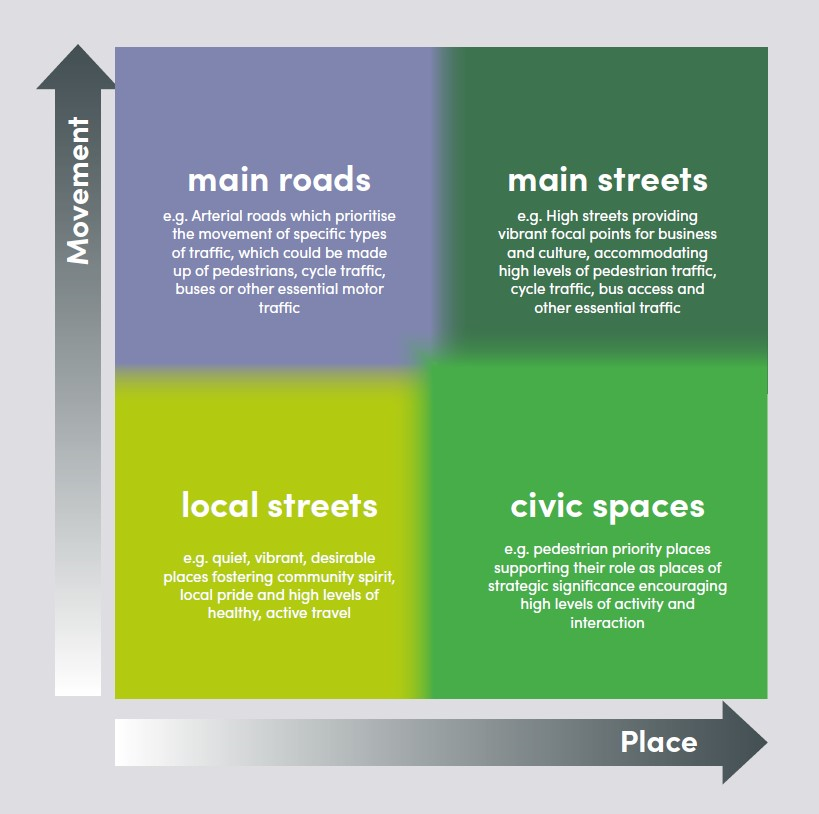 Movement
main roads
e.g. Arterial roads which prioritise
the movement of specific types
of traffic, which could be made
up of pedestrians, cycle traffic,
buses or other essential motor
traffic
main streets
e.g. High streets providing
vibrant focal points for business
and culture, accommodating
high levels of pedestrian traffic,
cycle traffic, bus access and
other essential traffic
local streets
e.g. quiet, vibrant, desirable
places fostering community spirit,
local pride and high levels of
healthy, active travel
civic spaces
e.g. pedestrian priority places
supporting their role as places of
strategic significance encouraging
high levels of activity and
interaction
Place